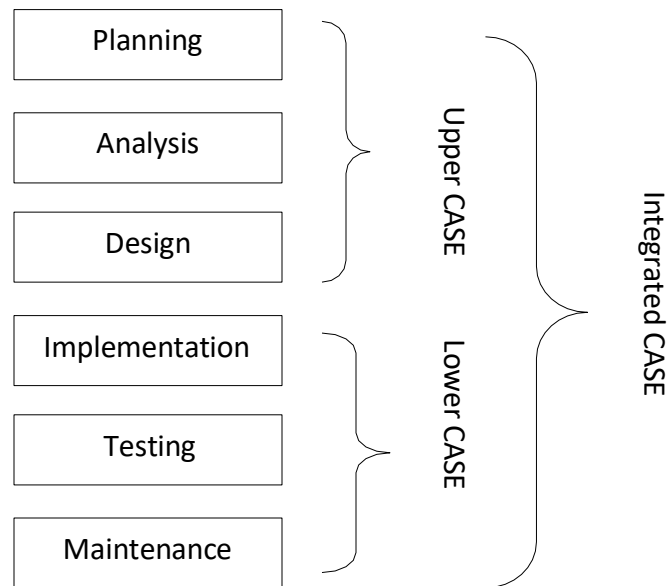 Planning
Analysis
Design
Implementation
Testing
Maintenance
Upper CASE
Lower CASE
Integrated CASE